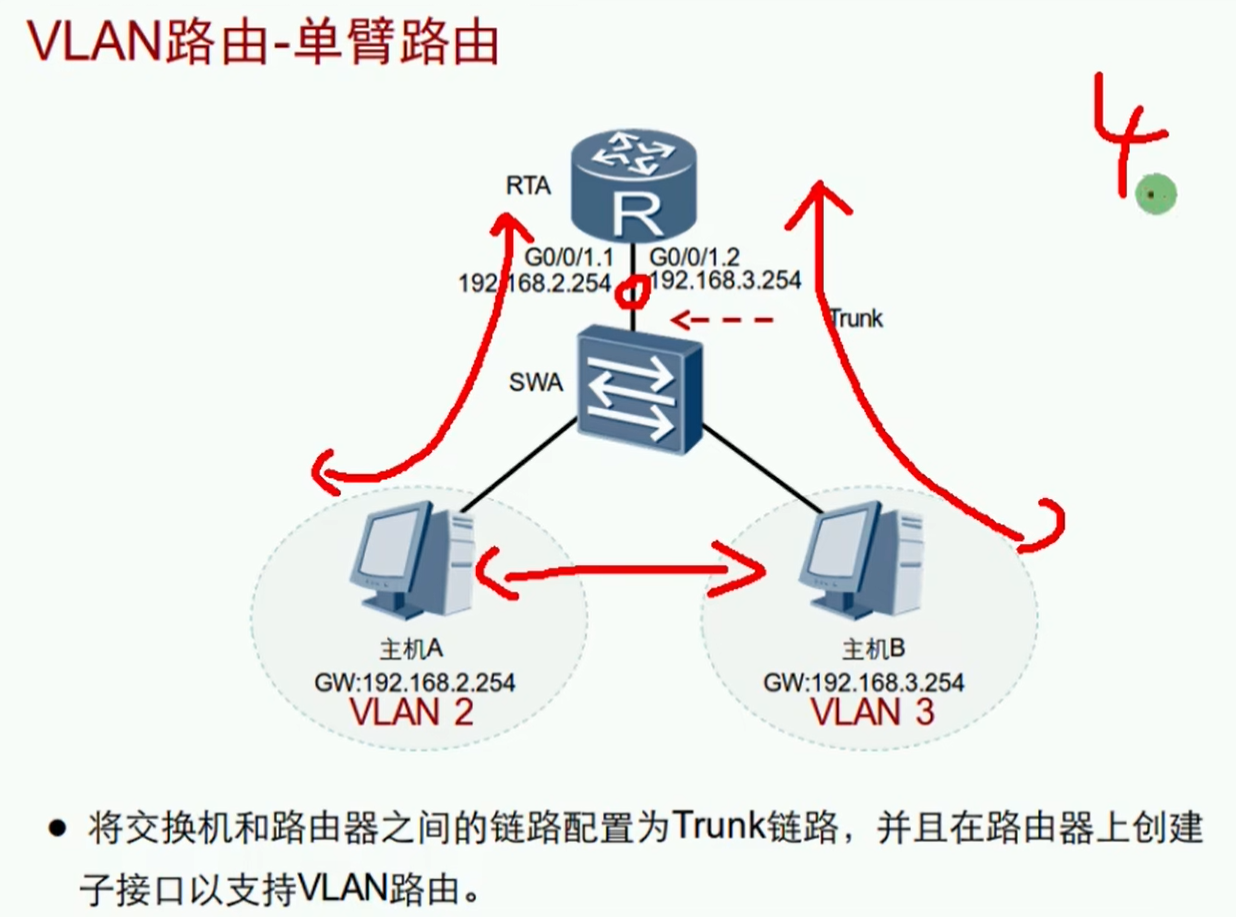 VLAN路由-单臂路由
4
RTA
R
G0/0/1.1
G0/0/1.2
192.168.2.254
192.168.3.254
Trunk
SWA
主机A
主机B
GW:192.168.2.254
GW:192.168.3.254
VLAN 2
VLAN 3
● 将交换机和路由器之间的链路配置为Trunk链路，并且在路由器上创建
子接口以支持VLAN路由。